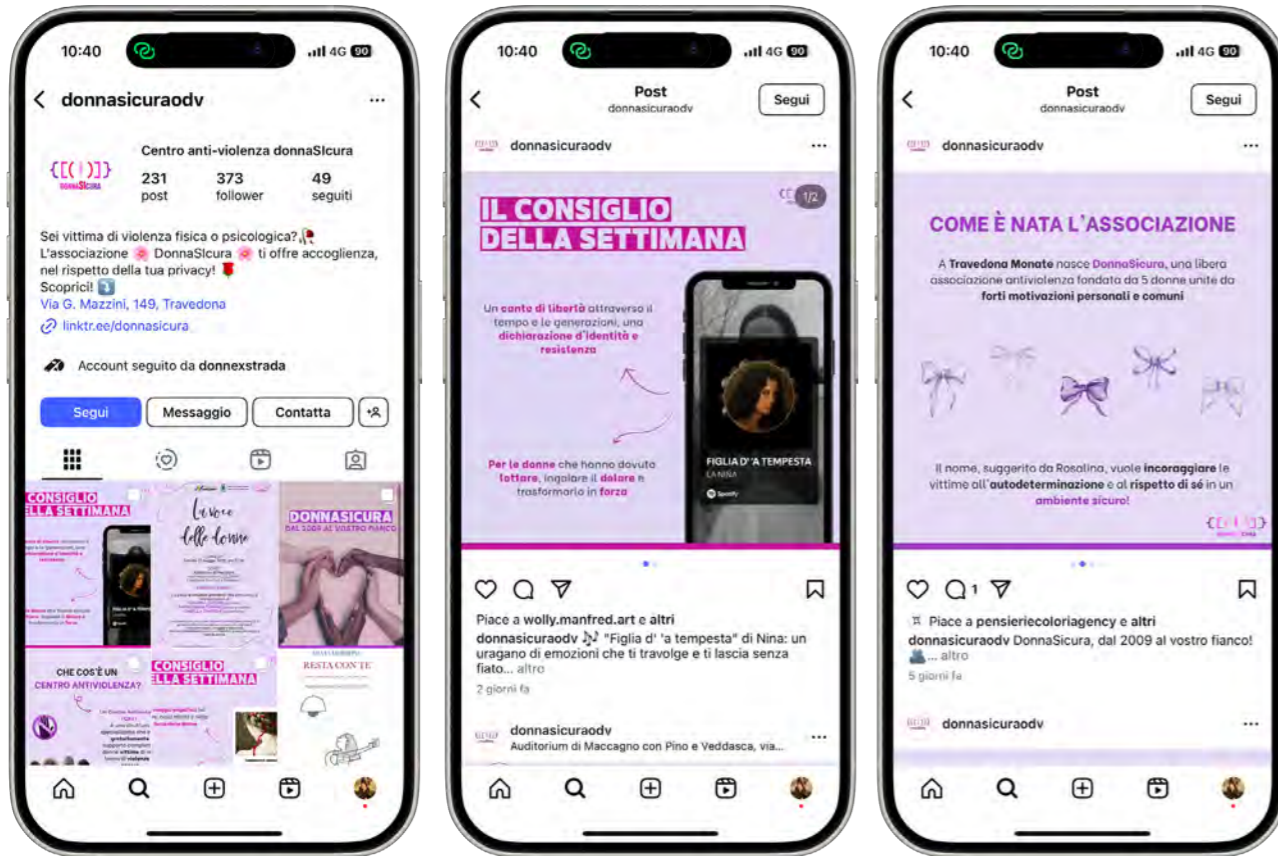 10:40
4G 90
donnasicuraodv
Centro anti-violenza donnaSIcura
231 373 49
post follower seguiti
{[( )]}
DONNASICURA
Sei vittima di violenza fisica o psicologica?
L'associazione DonnaSIcura ti offre accoglienza,
nel rispetto della tua privacy!
Scoprici!
Via G. Mazzini, 149, Travedona
linktr.ee/donnasicura
Account seguito da donnexstrada
Segui Messaggio Contatta
CONSIGLIO
LLA SETTIMANA
La voce
delle donne
DONNASICURA
DAL 2009 AL VOSTRO FIANCO
CHE COS'È UN
CENTRO ANTIVIOLENZA?
CONSIGLIO
ELLA SETTIMANA
RESTA CON TE
10:40
4G 90
Post
donnasicuraodv
Segui
donnasicuraodv
1/2
IL CONSIGLIO
DELLA SETTIMANA
Un canto di libertà attraverso il
tempo e le generazioni, una
dichiarazione d'identità e
resistenza
Per le donne che hanno dovuto
lottare, ingoiare il dolore e
trasformarlo in forza
FIGLIA D' 'A TEMPESTA
LA NIÑA
Spotify
Piace a wolly.manfred.art e altri
donnasicuraodv "Figlia d' 'a tempesta" di Nina: un
uragano di emozioni che ti travolge e ti lascia senza
fiato... altro
2 giorni fa
donnasicuraodv
Auditorium di Maccagno con Pino e Veddasca, via...
10:40
4G 90
Post
donnasicuraodv
Segui
donnasicuraodv
COME È NATA L'ASSOCIAZIONE
A Travedona Monate nasce DonnaSicura, una libera
associazione antiviolenza fondata da 5 donne unite da
forti motivazioni personali e comuni
Il nome, suggerito da Rosalina, vuole incoraggiare le
vittime all'autodeterminazione e al rispetto di sé in un
ambiente sicuro!
1
Piace a pensieriecoloriagency e altri
donnasicuraodv DonnaSicura, dal 2009 al vostro fianco!
... altro
5 giorni fa
donnasicuraodv